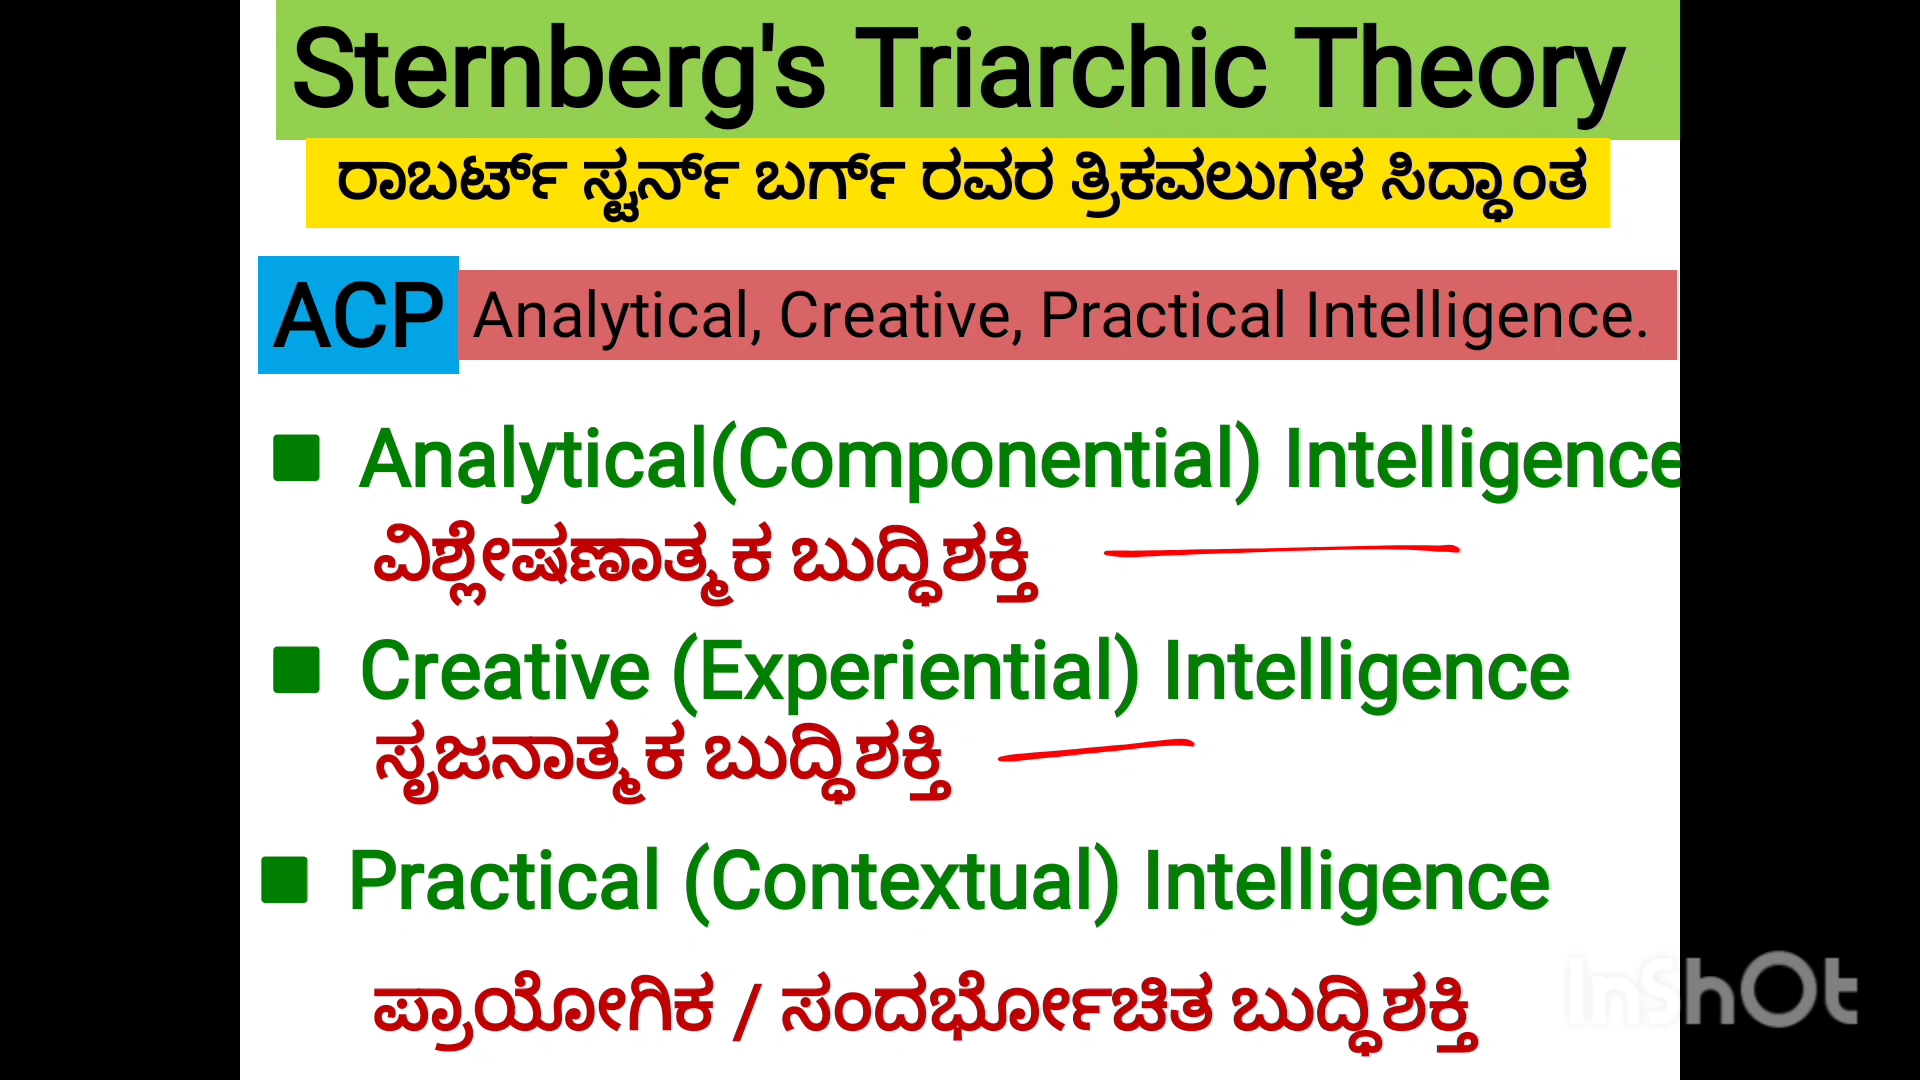 Sternberg's Triarchic Theory
ರಾಬರ್ಟ್ ಸ್ಟರ್ನ್ ಬರ್ಗ್ ರವರ ತ್ರಿಕವಲುಗಳ ಸಿದ್ಧಾಂತ
ACP Analytical, Creative, Practical Intelligence.
■ Analytical(Componential) Intelligence
ವಿಶ್ಲೇಷಣಾತ್ಮಕ ಬುದ್ಧಿಶಕ್ತಿ
■ Creative (Experiential) Intelligence
ಸೃಜನಾತ್ಮಕ ಬುದ್ಧಿಶಕ್ತಿ
■ Practical (Contextual) Intelligence
ಪ್ರಾಯೋಗಿಕ / ಸಂದರ್ಭೋಚಿತ ಬುದ್ಧಿಶಕ್ತಿ
InShOt